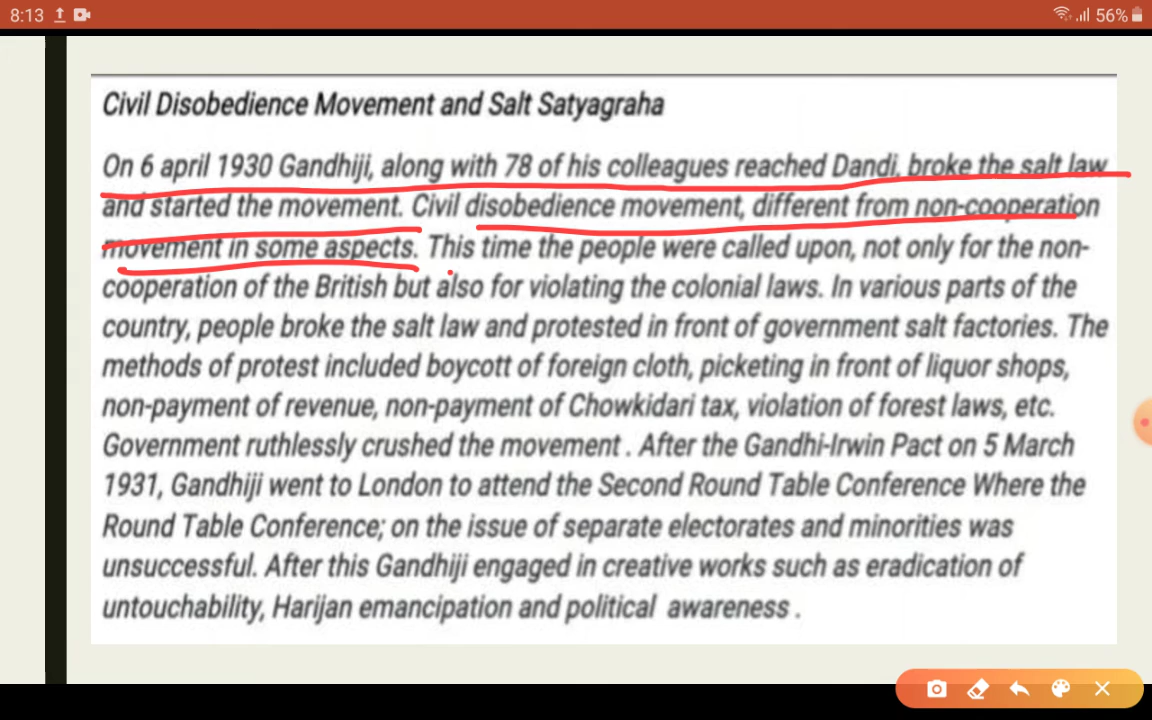 8:13 56%
Civil Disobedience Movement and Salt Satyagraha
On 6 april 1930 Gandhiji, along with 78 of his colleagues reached Dandi, broke the salt law
and started the movement. Civil disobedience movement, different from non-cooperation
movement in some aspects. This time the people were called upon, not only for the non-
cooperation of the British but also for violating the colonial laws. In various parts of the
country, people broke the salt law and protested in front of government salt factories. The
methods of protest included boycott of foreign cloth, picketing in front of liquor shops,
non-payment of revenue, non-payment of Chowkidari tax, violation of forest laws, etc.
Government ruthlessly crushed the movement . After the Gandhi-Irwin Pact on 5 March
1931, Gandhiji went to London to attend the Second Round Table Conference Where the
Round Table Conference; on the issue of separate electorates and minorities was
unsuccessful. After this Gandhiji engaged in creative works such as eradication of
untouchability, Harijan emancipation and political awareness .